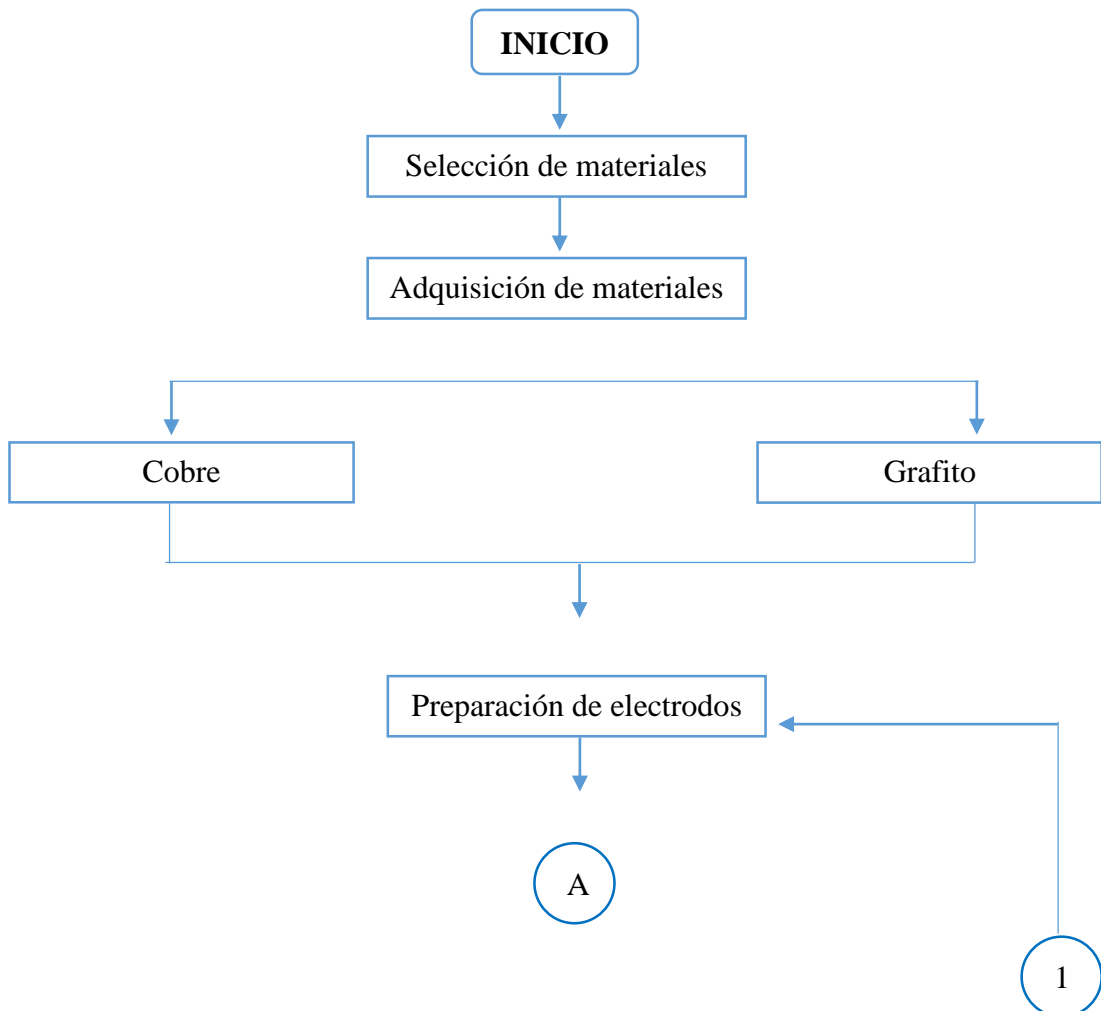 INICIO
Selección de materiales
Adquisición de materiales
Cobre
Grafito
Preparación de electrodos
A
1